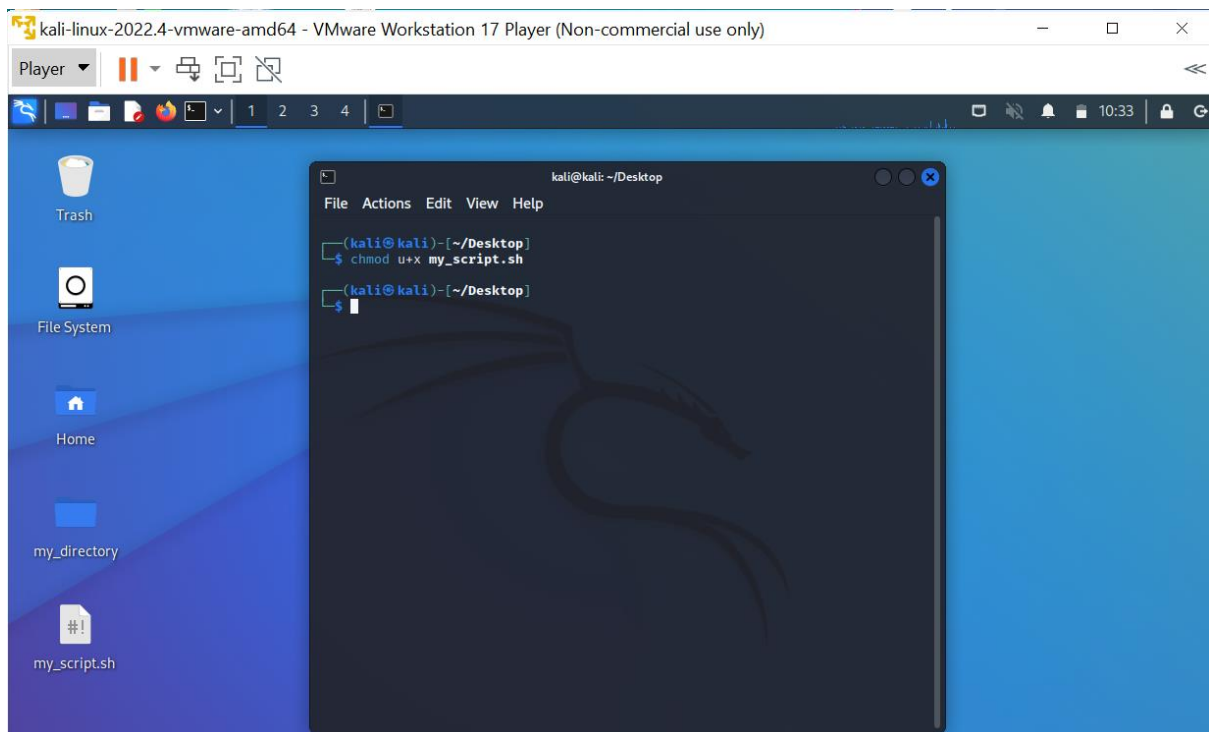 kali-linux-2022.4-vmware-amd64 - VMware Workstation 17 Player (Non-commercial use only)
Player
1 2 3 4
10:33
Trash
File System
Home
my_directory
my_script.sh
kali@kali: ~/Desktop
File Actions Edit View Help
┌──(kali㉿kali)-[~/Desktop]
└─$ chmod u+x my_script.sh
┌──(kali㉿kali)-[~/Desktop]
└─$
#!